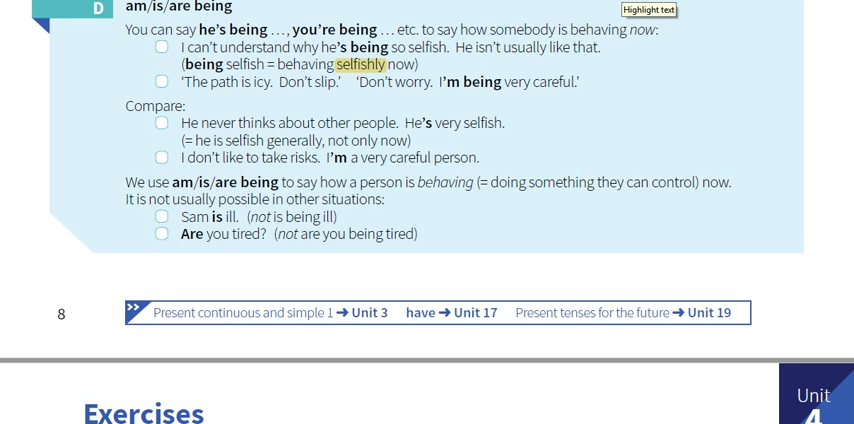 D am/is/are being
Highlight text
You can say he's being …, you're being … etc. to say how somebody is behaving now:
I can't understand why he's being so selfish. He isn't usually like that.
(being selfish = behaving selfishly now)
‘The path is icy. Don't slip.’ ‘Don't worry. I'm being very careful.’
Compare:
He never thinks about other people. He's very selfish.
(= he is selfish generally, not only now)
I don't like to take risks. I'm a very careful person.
We use am/is/are being to say how a person is behaving (= doing something they can control) now.
It is not usually possible in other situations:
Sam is ill. (not is being ill)
Are you tired? (not are you being tired)
8
Present continuous and simple 1 ➜ Unit 3 have ➜ Unit 17 Present tenses for the future ➜ Unit 19
Exercises
Unit
4